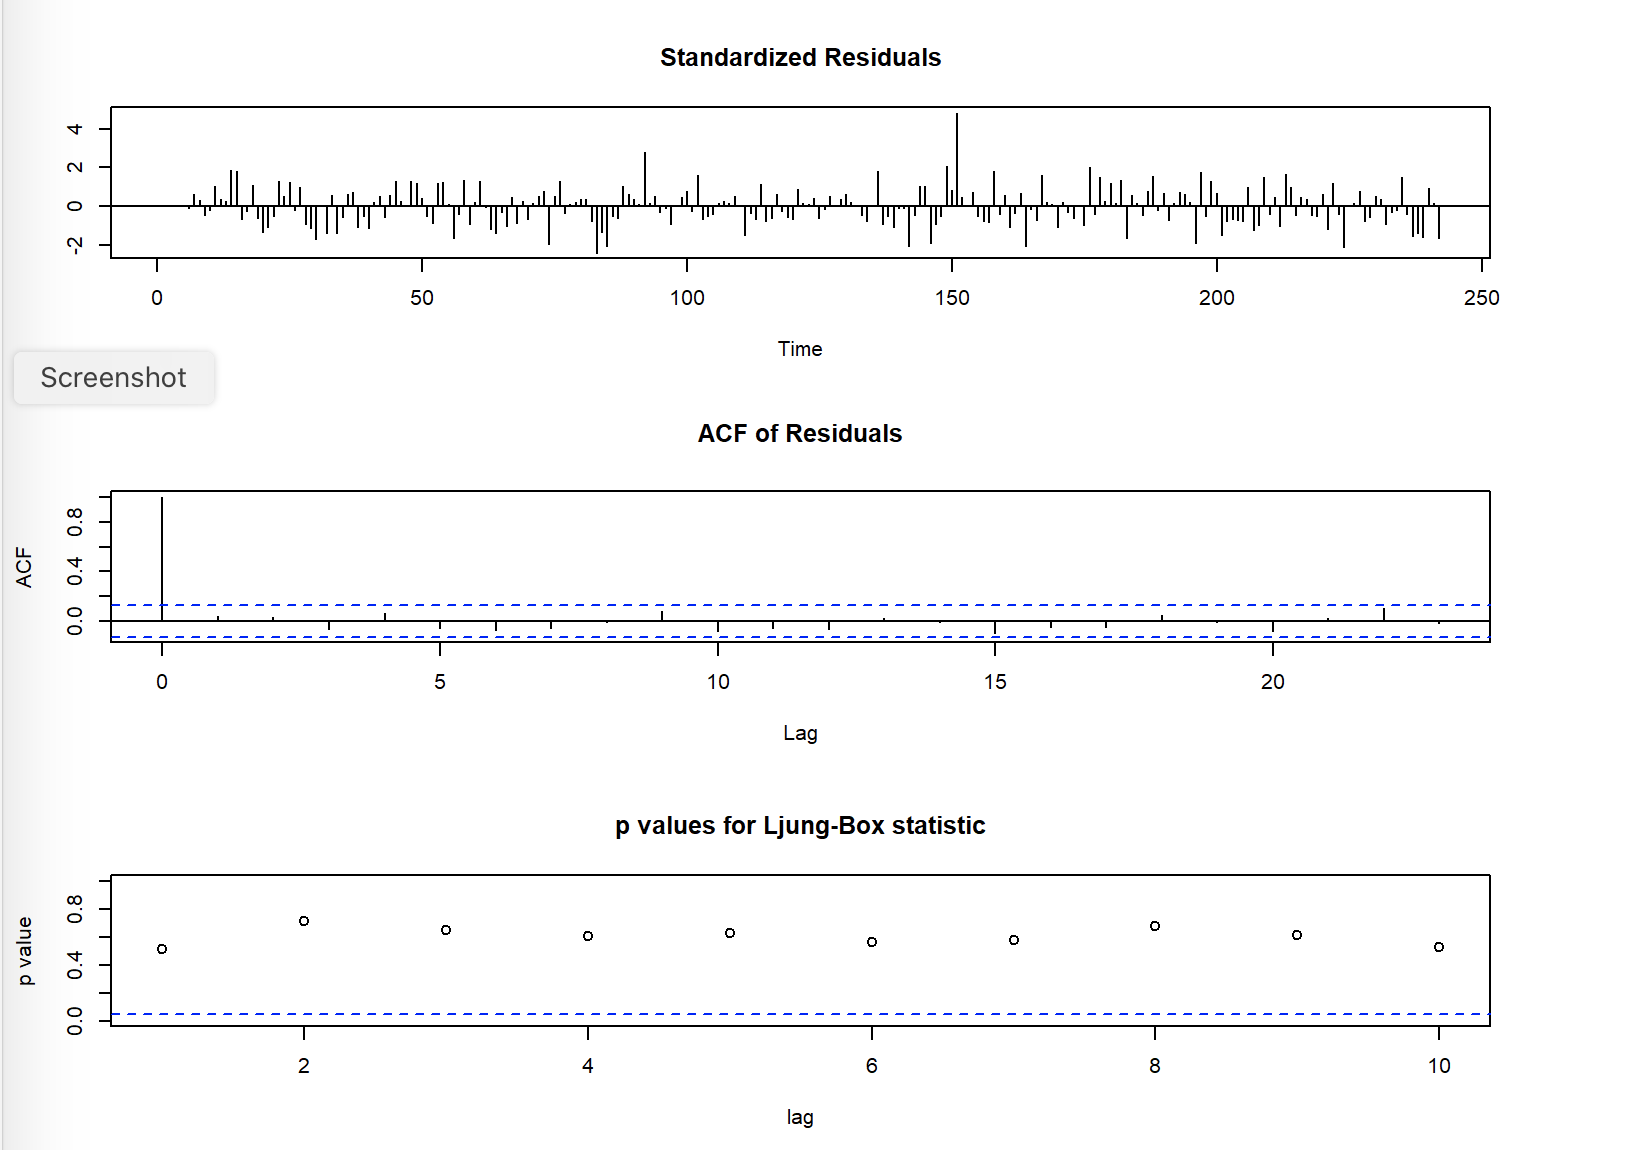 Standardized Residuals
4
2
0
-2
0 50 100 150 200 250
Time
Screenshot
ACF of Residuals
ACF
0.8
0.4
0.0
0 5 10 15 20
Lag
p values for Ljung-Box statistic
p value
0.8
0.4
0.0
2 4 6 8 10
lag